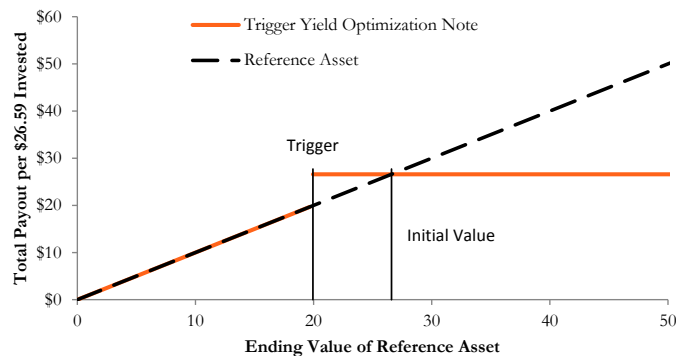 $60
$50
$40
$30
$20
$10
$0
Total Payout per $26.59 Invested
Trigger Yield Optimization Note
Reference Asset
Trigger
Initial Value
0
10
20
30
40
50
Ending Value of Reference Asset